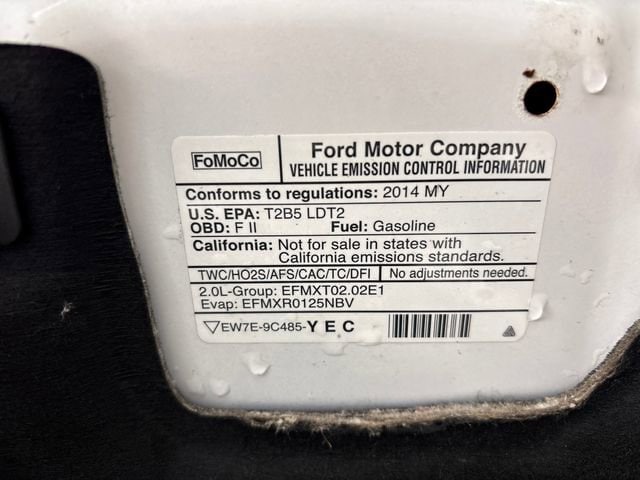 FoMoCo
Ford Motor Company
VEHICLE EMISSION CONTROL INFORMATION
Conforms to regulations: 2014 MY
U.S. EPA: T2B5 LDT2
OBD: F II Fuel: Gasoline
California: Not for sale in states with
California emissions standards.
TWC/HO2S/AFS/CAC/TC/DFI No adjustments needed.
2.0L-Group: EFMXT02.02E1
Evap: EFMXR0125NBV
EW7E-9C485-Y E C